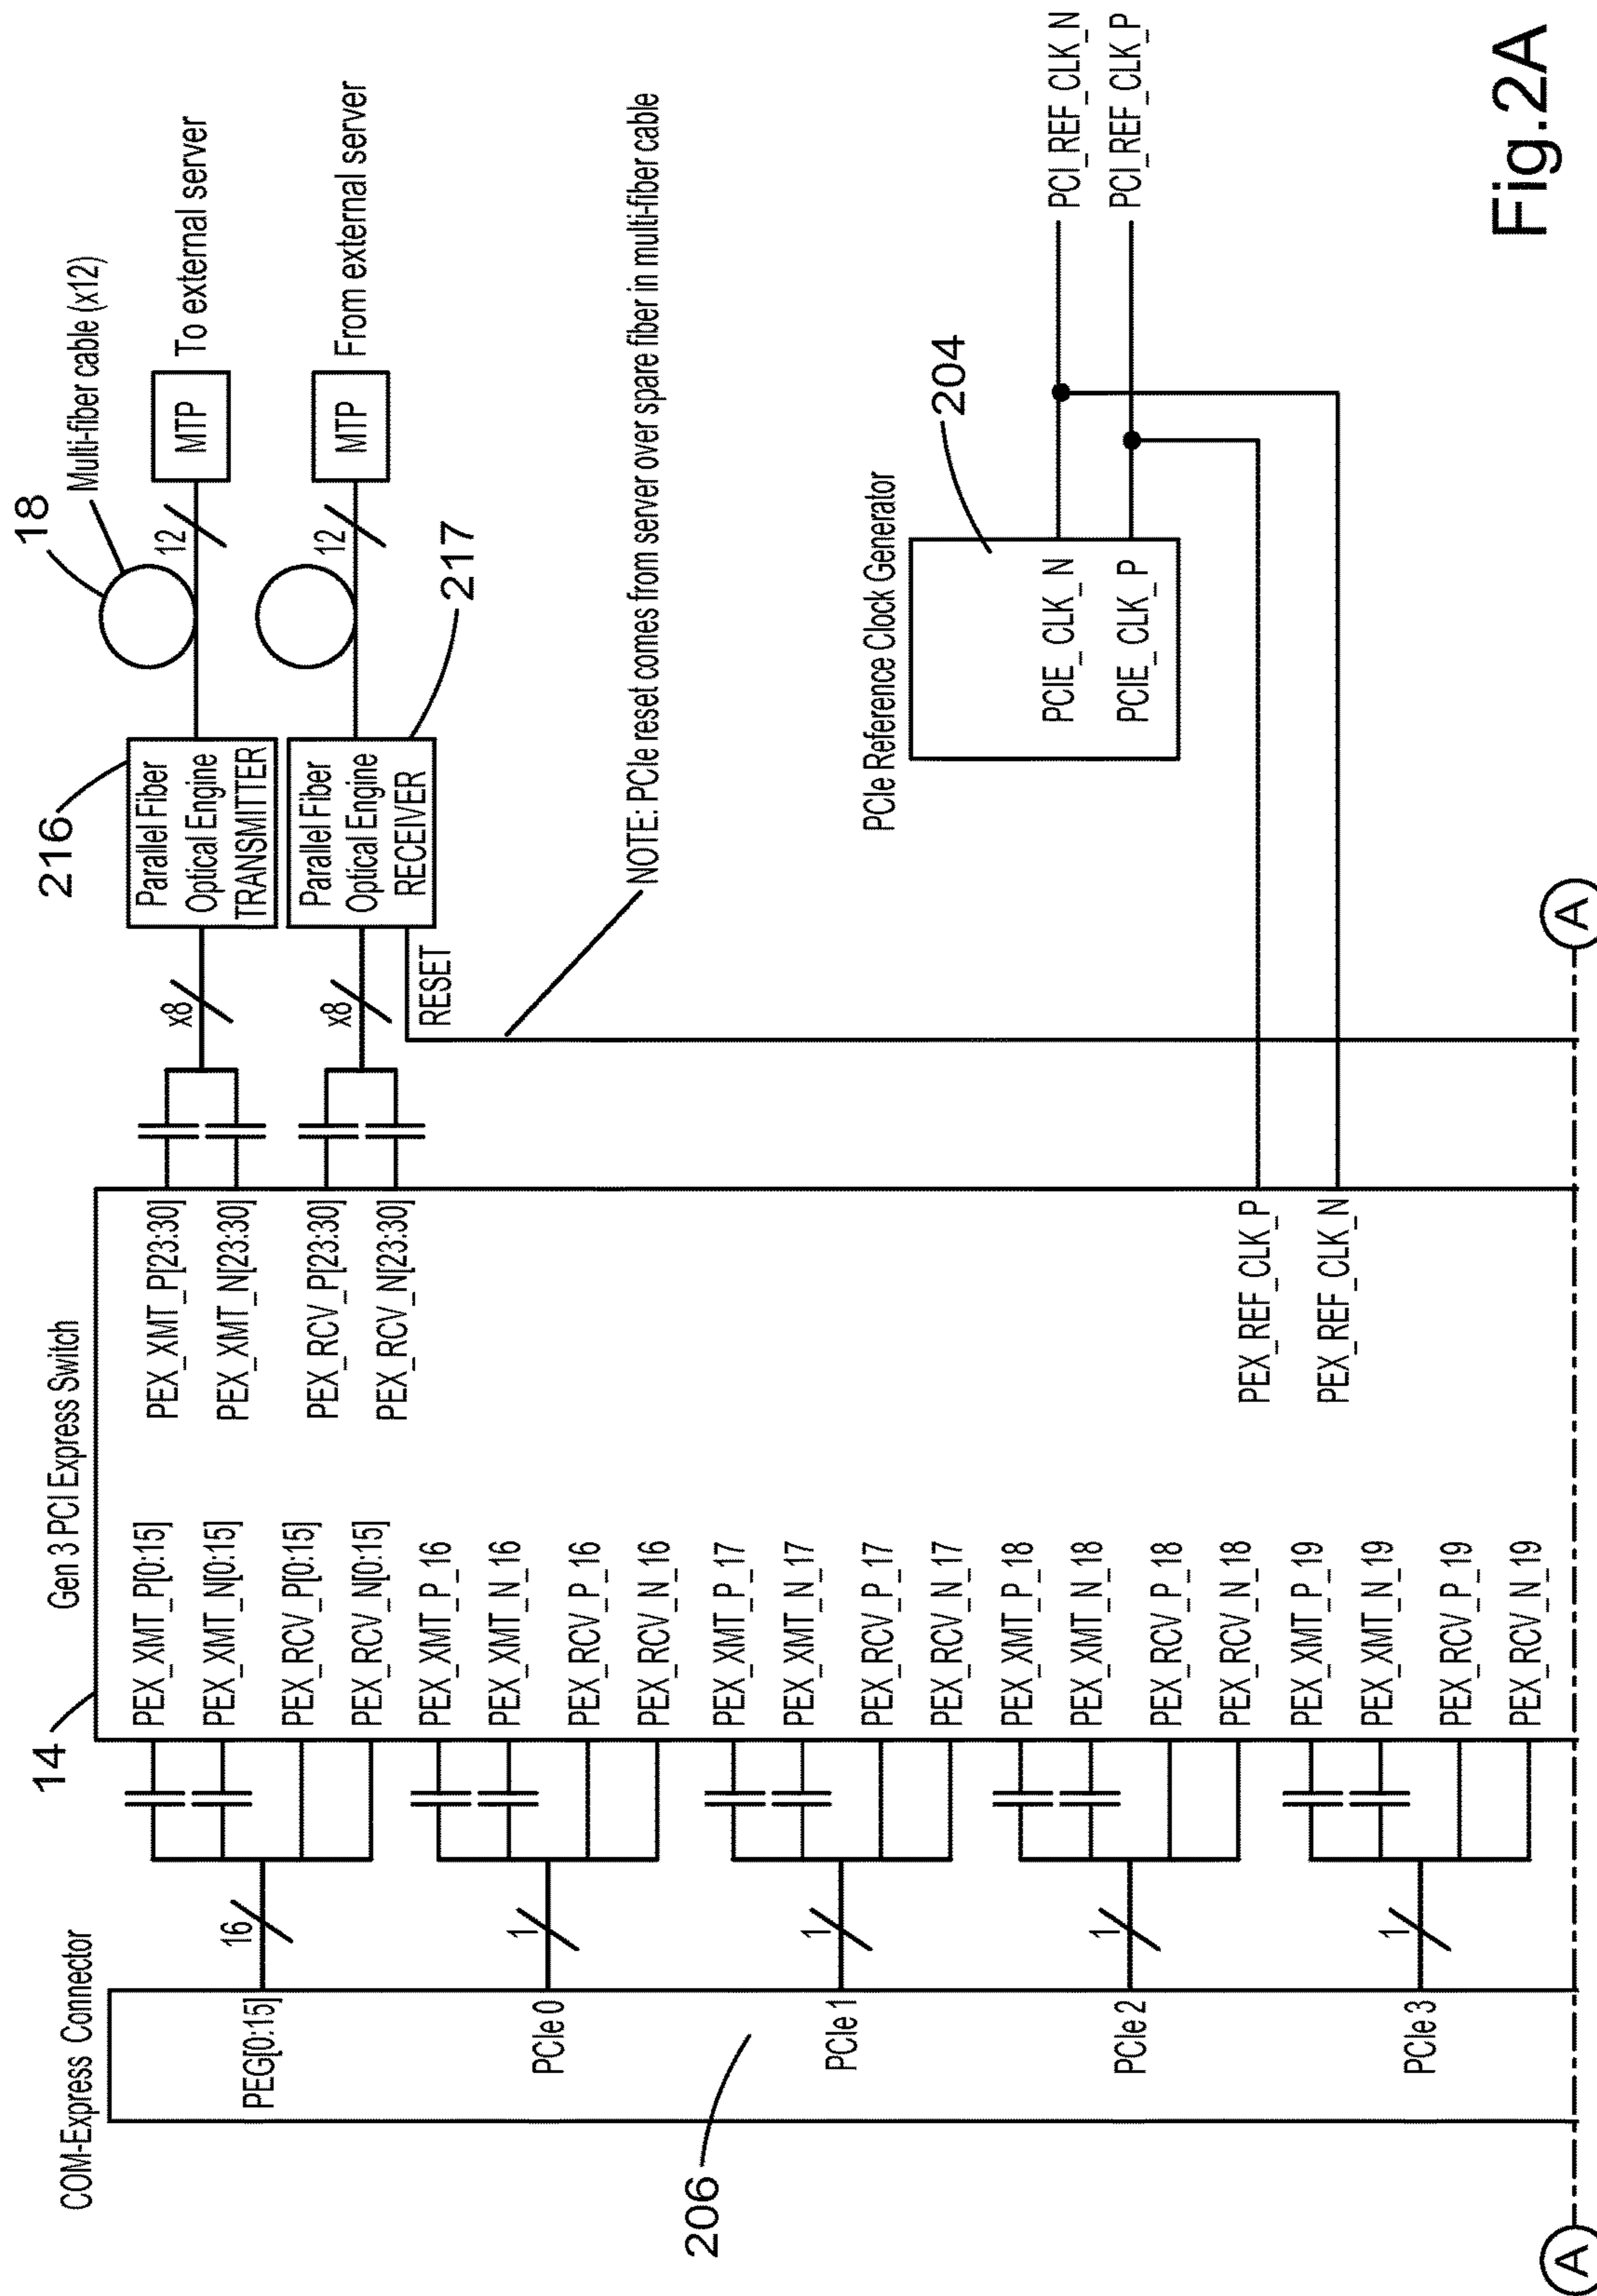 COM-Express Connector
PEG[0:15]
PCIe 0
PCIe 1
PCIe 2
PCIe 3
206
16
1
1
1
1
14
Gen 3 PCI Express Switch
PEX_XMT_P[0:15]
PEX_XMT_N[0:15]
PEX_RCV_P[0:15]
PEX_RCV_N[0:15]
PEX_XMT_P_16
PEX_XMT_N_16
PEX_RCV_P_16
PEX_RCV_N_16
PEX_XMT_P_17
PEX_XMT_N_17
PEX_RCV_P_17
PEX_RCV_N_17
PEX_XMT_P_18
PEX_XMT_N_18
PEX_RCV_P_18
PEX_RCV_N_18
PEX_XMT_P_19
PEX_XMT_N_19
PEX_RCV_P_19
PEX_RCV_N_19
PEX_XMT_P[23:30]
PEX_XMT_N[23:30]
PEX_RCV_P[23:30]
PEX_RCV_N[23:30]
PEX_REF_CLK_P
PEX_REF_CLK_N
x8
x8
RESET
216
Parallel Fiber
Optical Engine
TRANSMITTER
Parallel Fiber
Optical Engine
RECEIVER
217
18
Multi-fiber cable (x12)
12
12
MTP
To external server
MTP
From external server
NOTE: PCIe reset comes from server over spare fiber in multi-fiber cable
PCIe Reference Clock Generator
204
PCIE_CLK_N
PCIE_CLK_P
PCI_REF_CLK_N
PCI_REF_CLK_P
A
A
Fig.2A